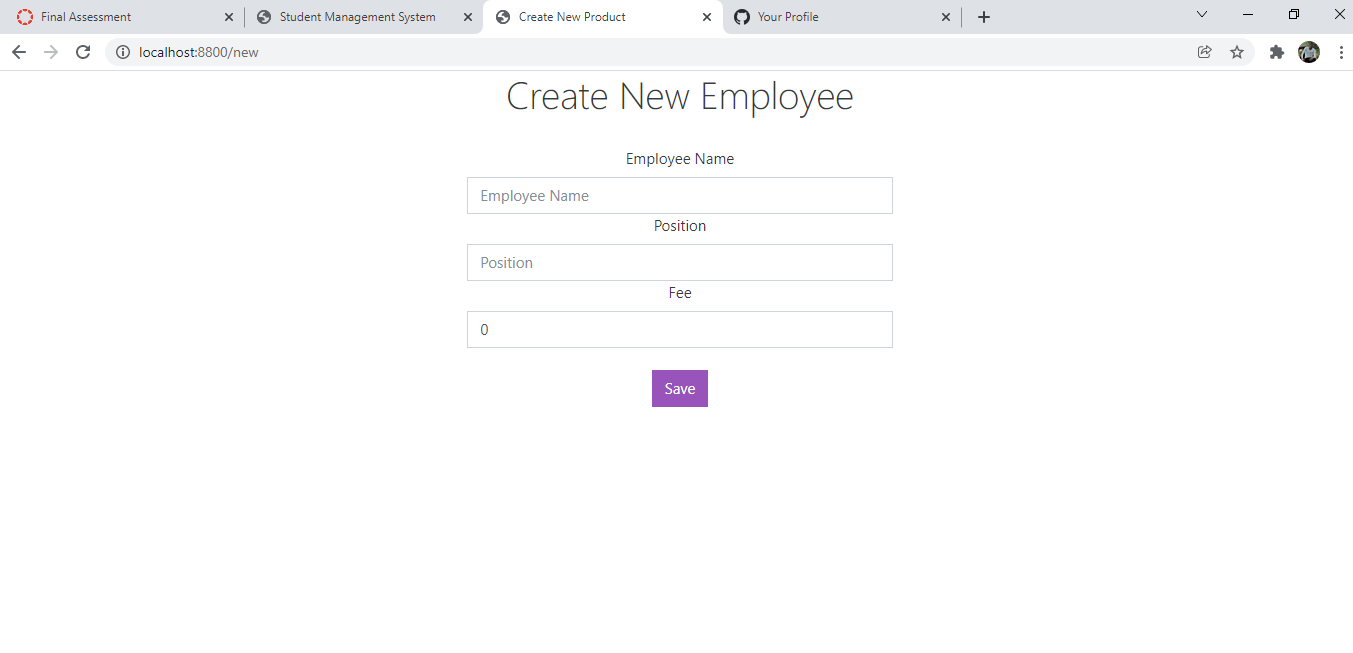 Final Assessment
Student Management System
Create New Product
Your Profile
localhost:8800/new
Create New Employee
Employee Name
Employee Name
Position
Position
Fee
0
Save